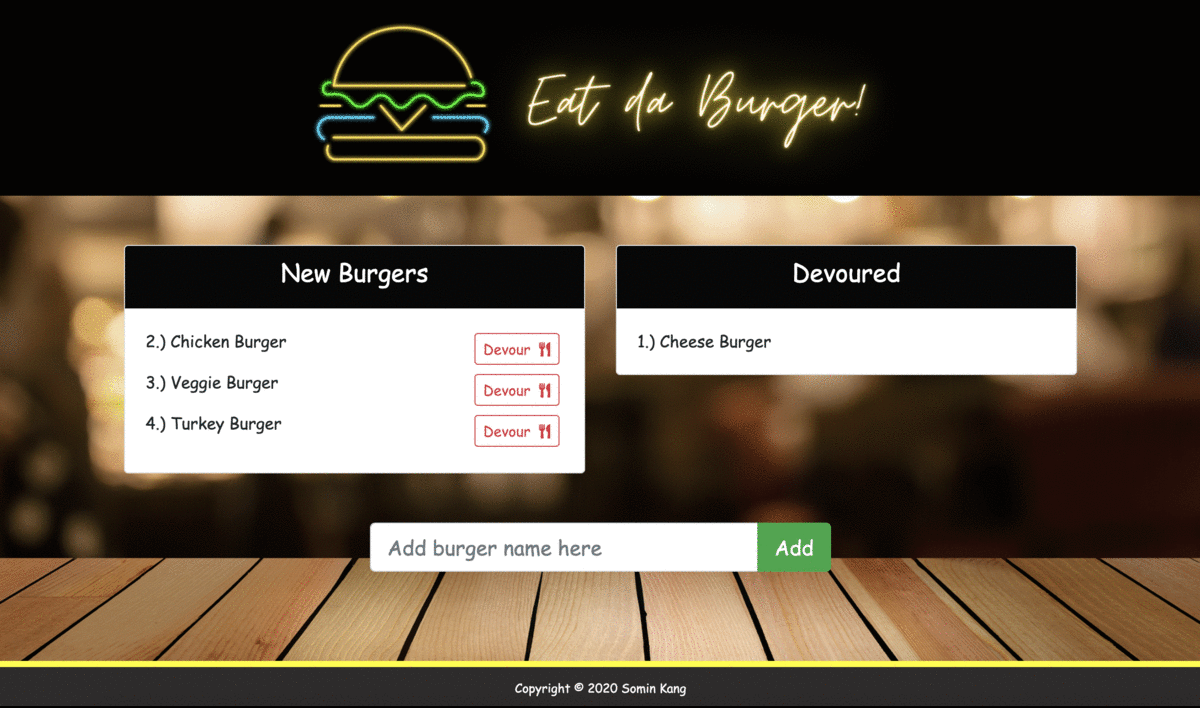 Eat da Burger!
New Burgers
2.) Chicken Burger Devour
3.) Veggie Burger Devour
4.) Turkey Burger Devour
Devoured
1.) Cheese Burger
Add burger name here Add
Copyright © 2020 Somin Kang